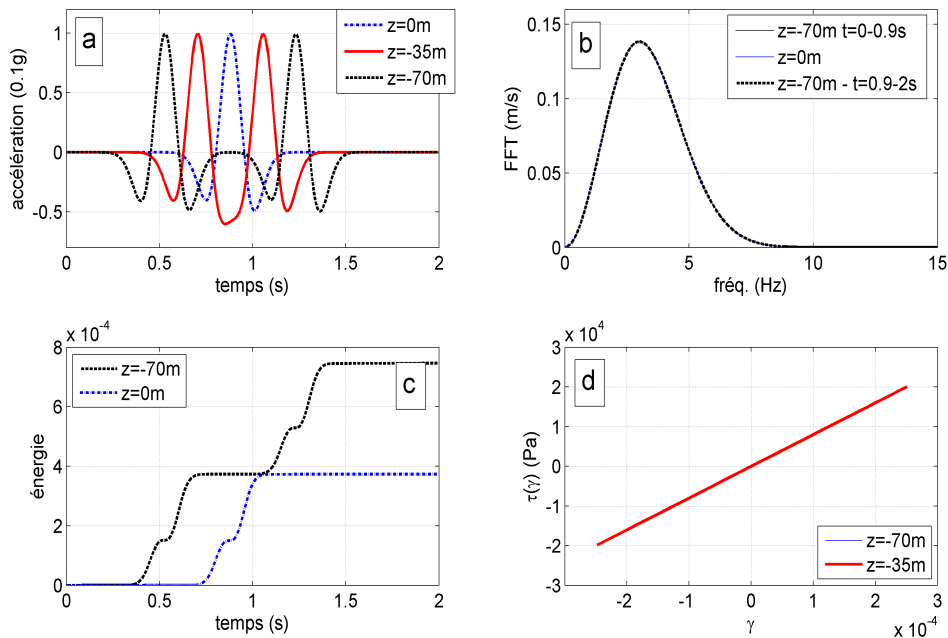 a
z=0m
z=-35m
z=-70m
accélération (0.1g)
1
0.5
0
-0.5
0 0.5 1 1.5 2
temps (s)
b
z=-70m t=0-0.9s
z=0m
z=-70m - t=0.9-2s
FFT (m/s)
0.15
0.1
0.05
0
0 5 10 15
fréq. (Hz)
x 10⁻⁴
z=-70m
z=0m
c
énergie
8
6
4
2
0
0 0.5 1 1.5 2
temps (s)
x 10⁴
d
τ(γ) (Pa)
3
2
1
0
-1
-2
-3
z=-70m
z=-35m
-2 -1 0 1 2 3
γ
x 10⁻⁴